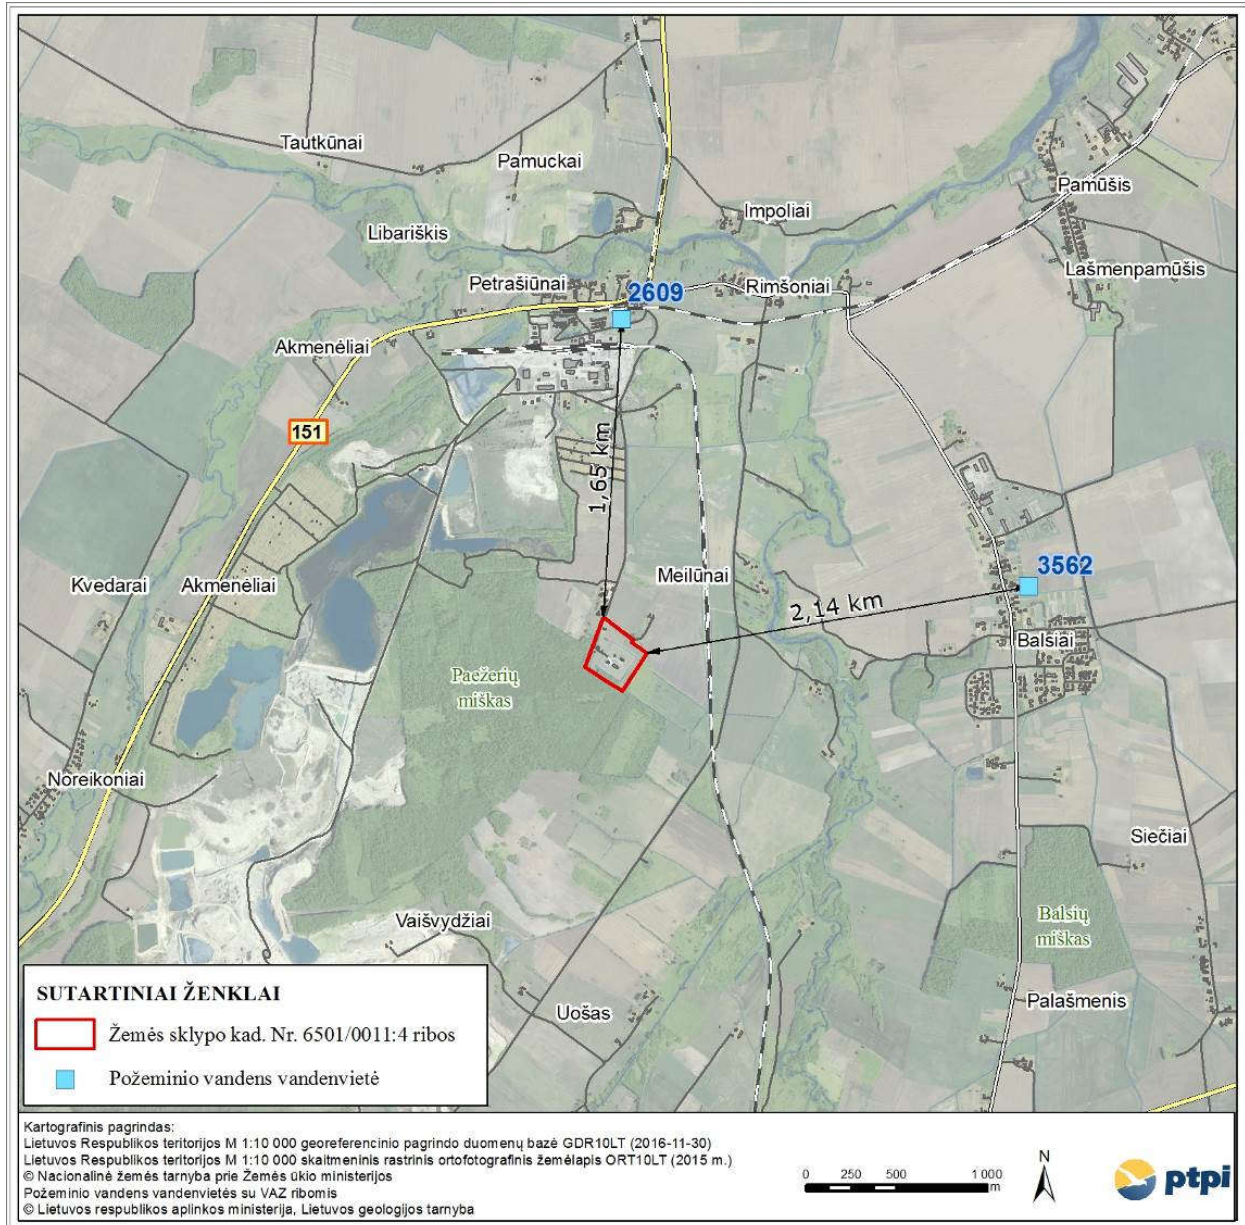 Tautkūnai
Pamuckai
Pamūšis
Impoliai
Libariškis
Lašmenpamūšis
Petrašiūnai
Rimšoniai
2609
Akmenėliai
151
1,65 km
Kvedarai
Akmenėliai
Meilūnai
3562
2,14 km
Balsiai
Paežerių
miškas
Noreikoniai
Siečiai
Vaišvydžiai
Balsių
miškas
Palašmenis
Uošas
SUTARTINIAI ŽENKLAI
Žemės sklypo kad. Nr. 6501/0011:4 ribos
Požeminio vandens vandenvietė
Kartografinis pagrindas:
Lietuvos Respublikos teritorijos M 1:10 000 georeferencinio pagrindo duomenų bazė GDR10LT (2016-11-30)
Lietuvos Respublikos teritorijos M 1:10 000 skaitmeninis rastrinis ortofotografinis žemėlapis ORT10LT (2015 m.)
© Nacionalinė žemės tarnyba prie Žemės ūkio ministerijos
Požeminio vandens vandenvietės su VAZ ribomis
© Lietuvos respublikos aplinkos ministerija, Lietuvos geologijos tarnyba
0 250 500 1 000
m
N
ptpi